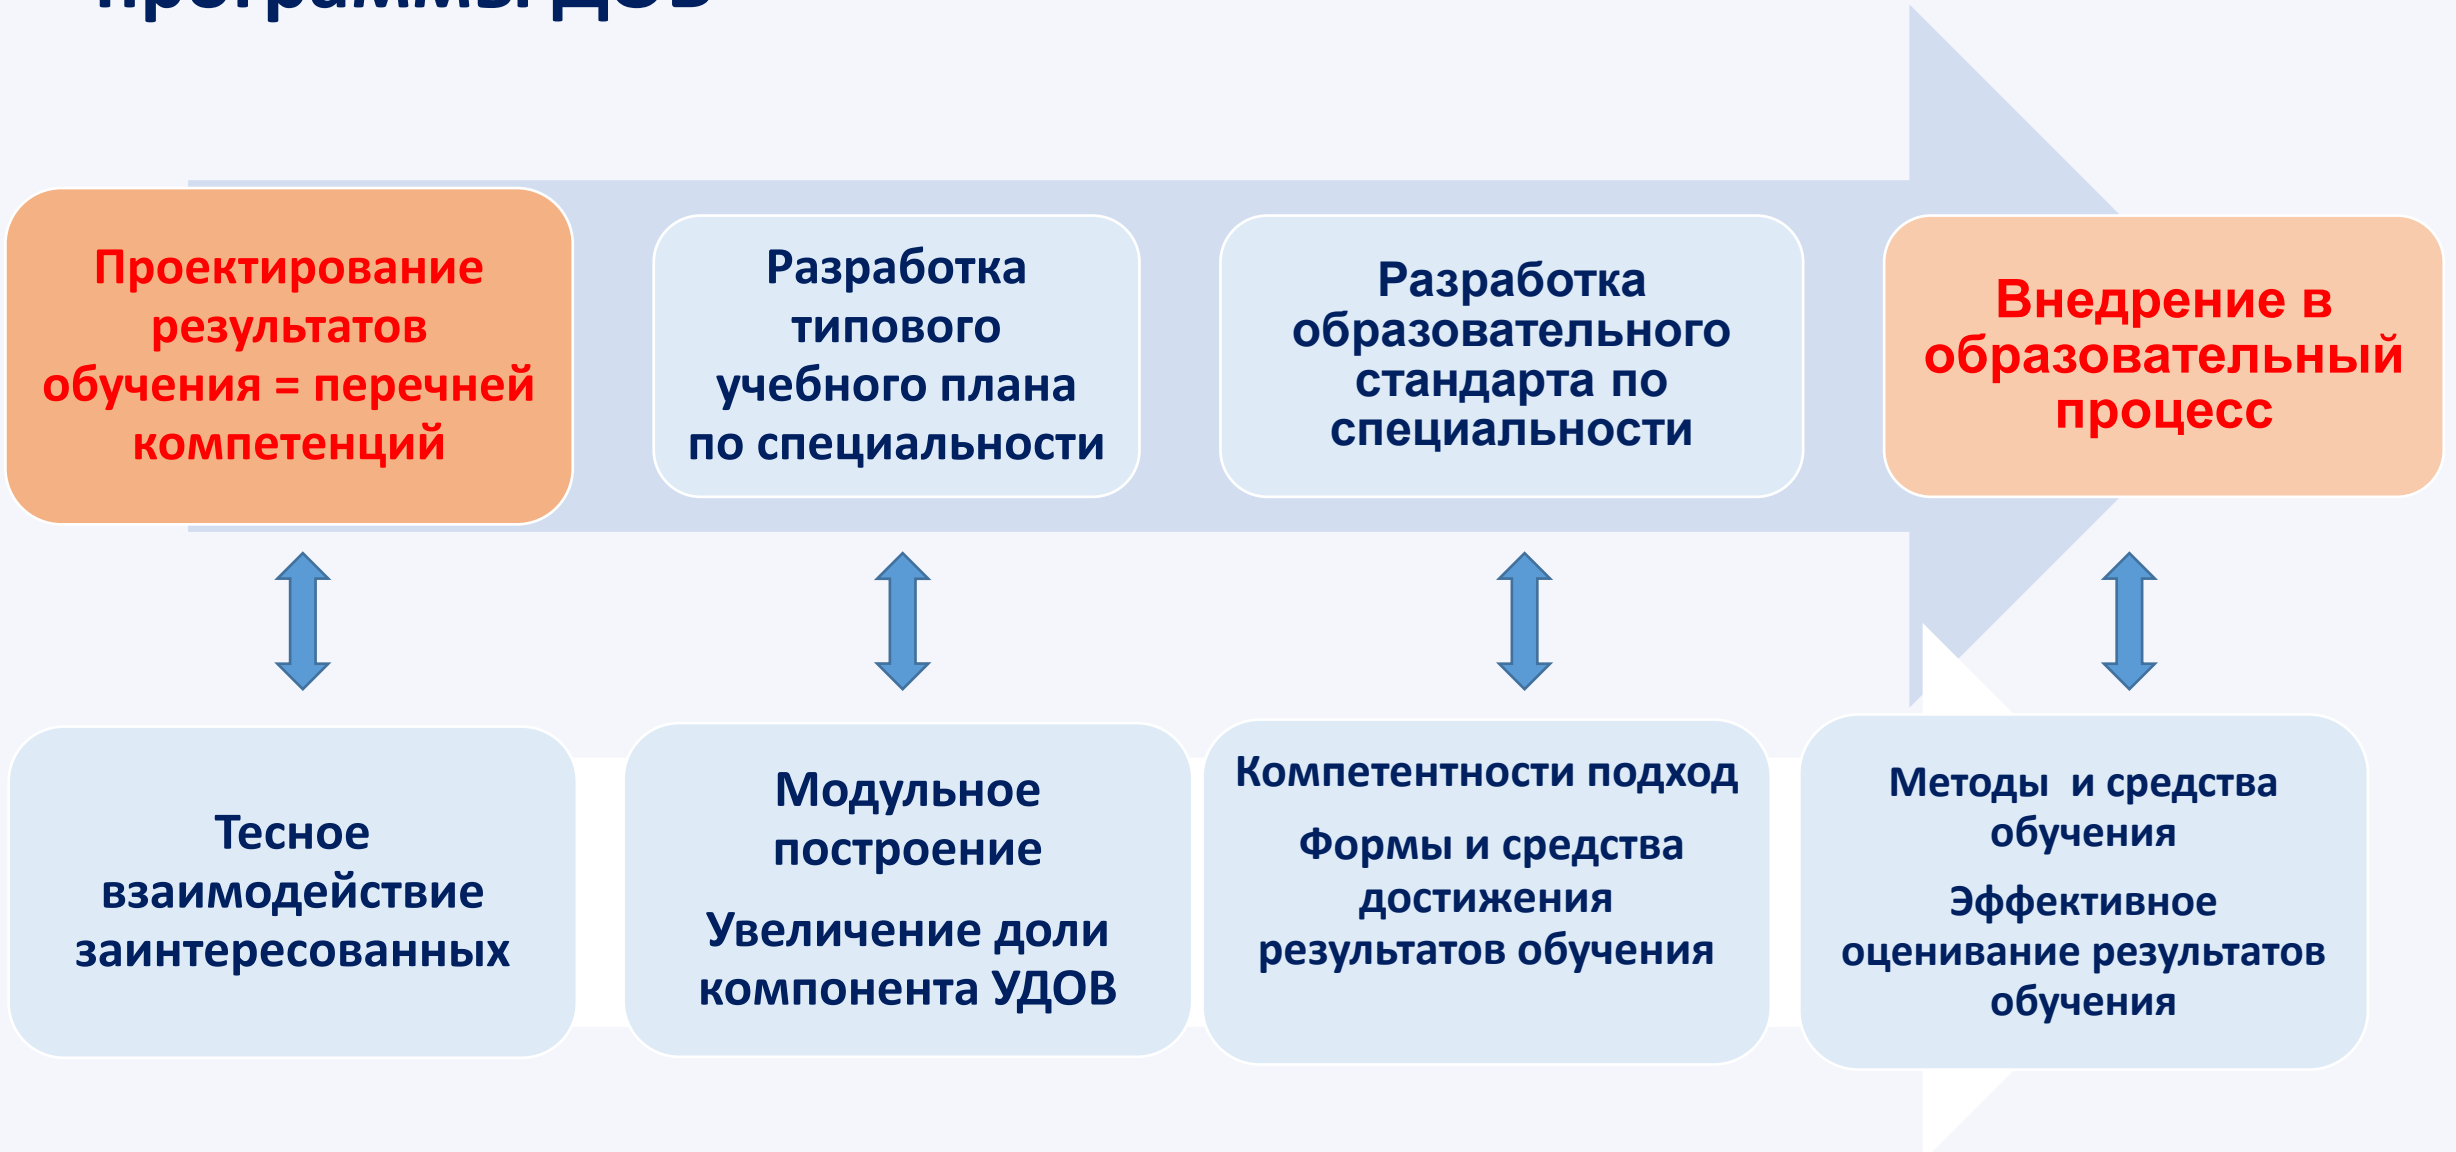 программы ДОВ
Проектирование
результатов
обучения = перечней
компетенций
Разработка
типового
учебного плана
по специальности
Разработка
образовательного
стандарта по
специальности
Внедрение в
образовательный
процесс
Тесное
взаимодействие
заинтересованных
Модульное
построение
Увеличение доли
компонента УДОВ
Компетентности подход
Формы и средства
достижения
результатов обучения
Методы и средства
обучения
Эффективное
оценивание результатов
обучения